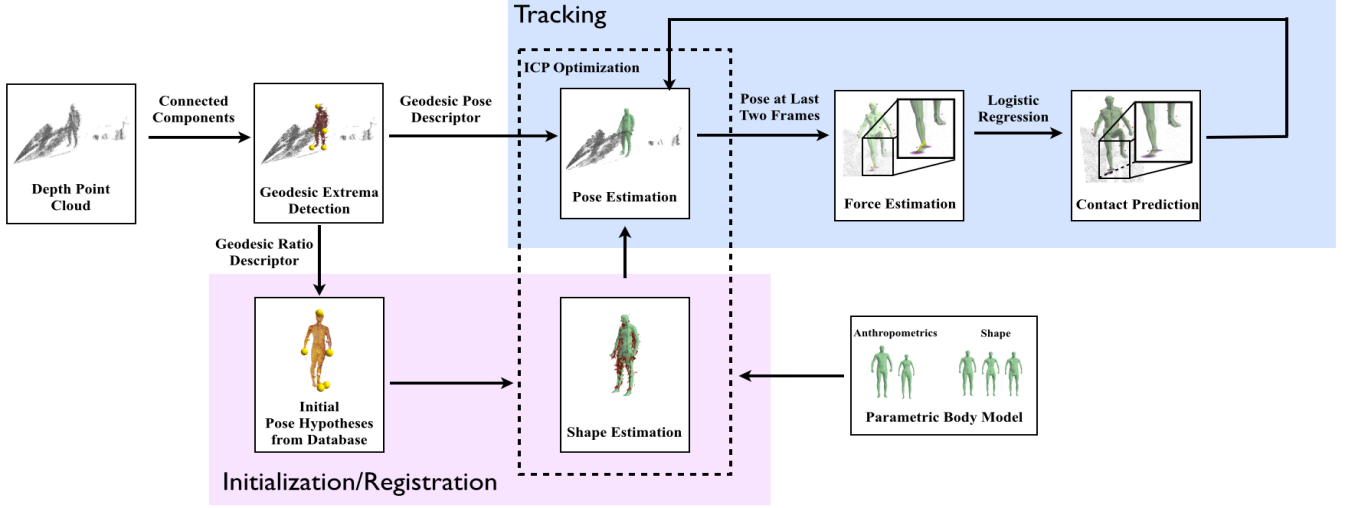 Tracking
ICP Optimization
Connected
Components
Geodesic Pose
Descriptor
Pose at Last
Two Frames
Logistic
Regression
Depth Point
Cloud
Geodesic Extrema
Detection
Pose Estimation
Force Estimation
Contact Prediction
Geodesic Ratio
Descriptor
Anthropometrics
Shape
Initial
Pose Hypotheses
from Database
Shape Estimation
Parametric Body Model
Initialization/Registration